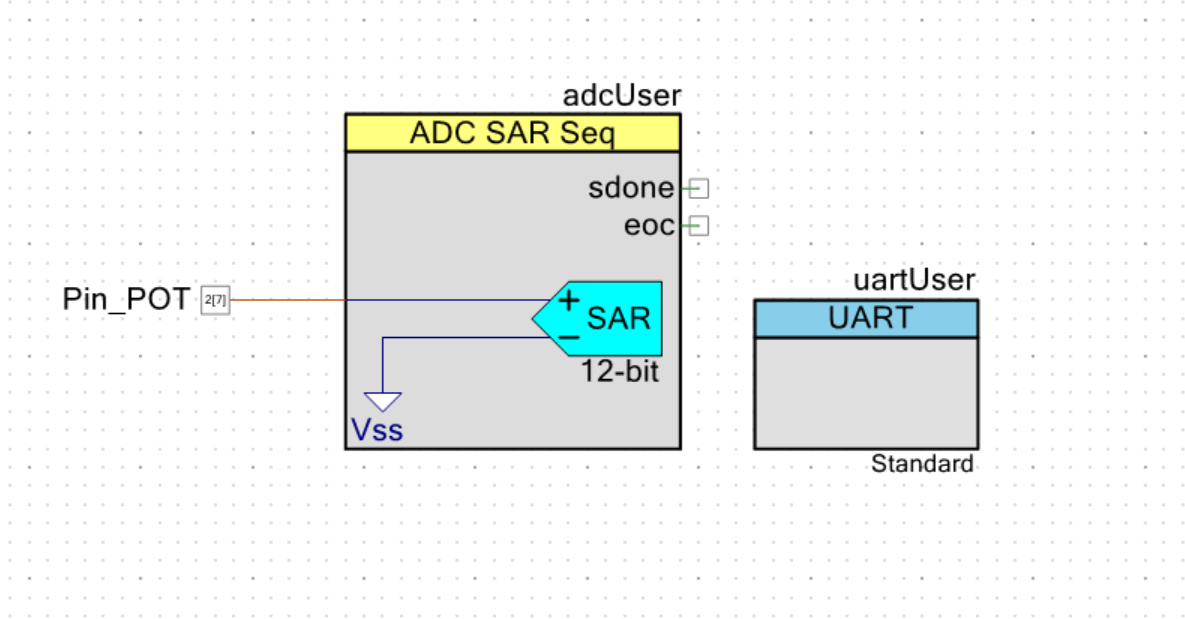 adcUser
ADC SAR Seq
sdone
eoc
Pin_POT 2[7]
+ SAR
−
12-bit
Vss
uartUser
UART
Standard